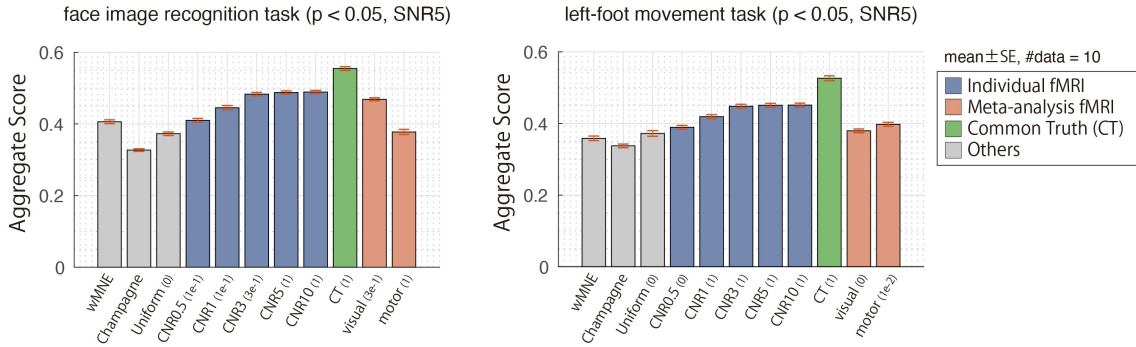 face image recognition task (p < 0.05, SNR5)
Aggregate Score
0.6
0.4
0.2
0
wMNE
Champagne
Uniform (0)
CNR0.5 (1e-1)
CNR1 (1e-1)
CNR3 (3e-1)
CNR5 (1)
CNR10 (1)
CT (1)
visual (3e-1)
motor (1)
left-foot movement task (p < 0.05, SNR5)
Aggregate Score
0.6
0.4
0.2
0
wMNE
Champagne
Uniform (0)
CNR0.5 (0)
CNR1 (1)
CNR3 (1)
CNR5 (1)
CNR10 (1)
CT (1)
visual (0)
motor (1e-2)
mean±SE, #data = 10
Individual fMRI
Meta-analysis fMRI
Common Truth (CT)
Others